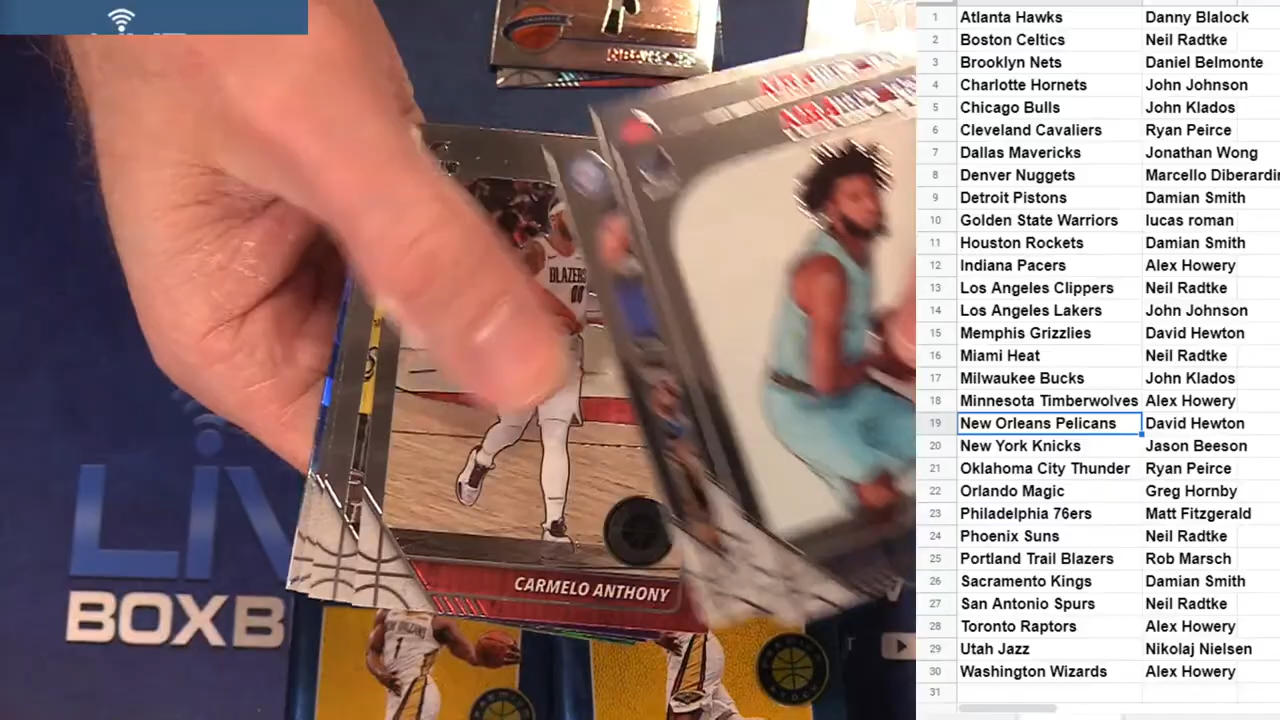 BLAZERS
00
CARMELO ANTHONY
1
LIV
BOXB
1 Atlanta Hawks Danny Blalock
2 Boston Celtics Neil Radtke
3 Brooklyn Nets Daniel Belmonte
4 Charlotte Hornets John Johnson
5 Chicago Bulls John Klados
6 Cleveland Cavaliers Ryan Peirce
7 Dallas Mavericks Jonathan Wong
8 Denver Nuggets Marcello Diberardin
9 Detroit Pistons Damian Smith
10 Golden State Warriors lucas roman
11 Houston Rockets Damian Smith
12 Indiana Pacers Alex Howery
13 Los Angeles Clippers Neil Radtke
14 Los Angeles Lakers John Johnson
15 Memphis Grizzlies David Hewton
16 Miami Heat Neil Radtke
17 Milwaukee Bucks John Klados
18 Minnesota Timberwolves Alex Howery
19 New Orleans Pelicans David Hewton
20 New York Knicks Jason Beeson
21 Oklahoma City Thunder Ryan Peirce
22 Orlando Magic Greg Hornby
23 Philadelphia 76ers Matt Fitzgerald
24 Phoenix Suns Neil Radtke
25 Portland Trail Blazers Rob Marsch
26 Sacramento Kings Damian Smith
27 San Antonio Spurs Neil Radtke
28 Toronto Raptors Alex Howery
29 Utah Jazz Nikolaj Nielsen
30 Washington Wizards Alex Howery
31